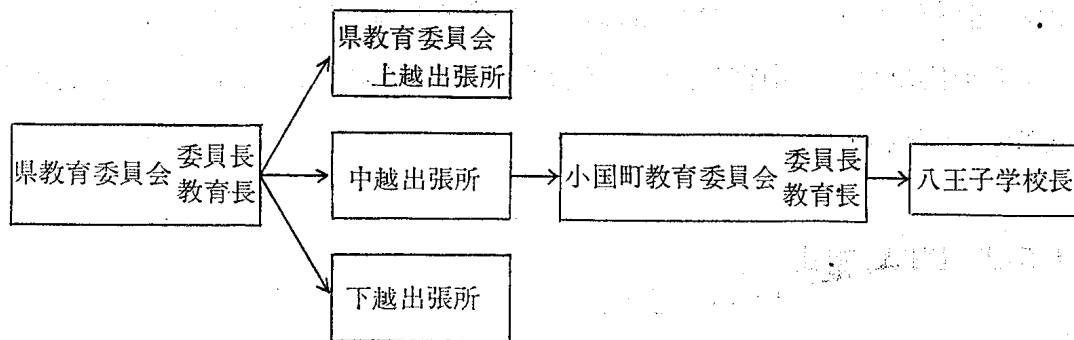 県教育委員会
上越出張所
県教育委員会 委員長
教育長
中越出張所
小国町教育委員会 委員長
教育長
八王子学校長
下越出張所